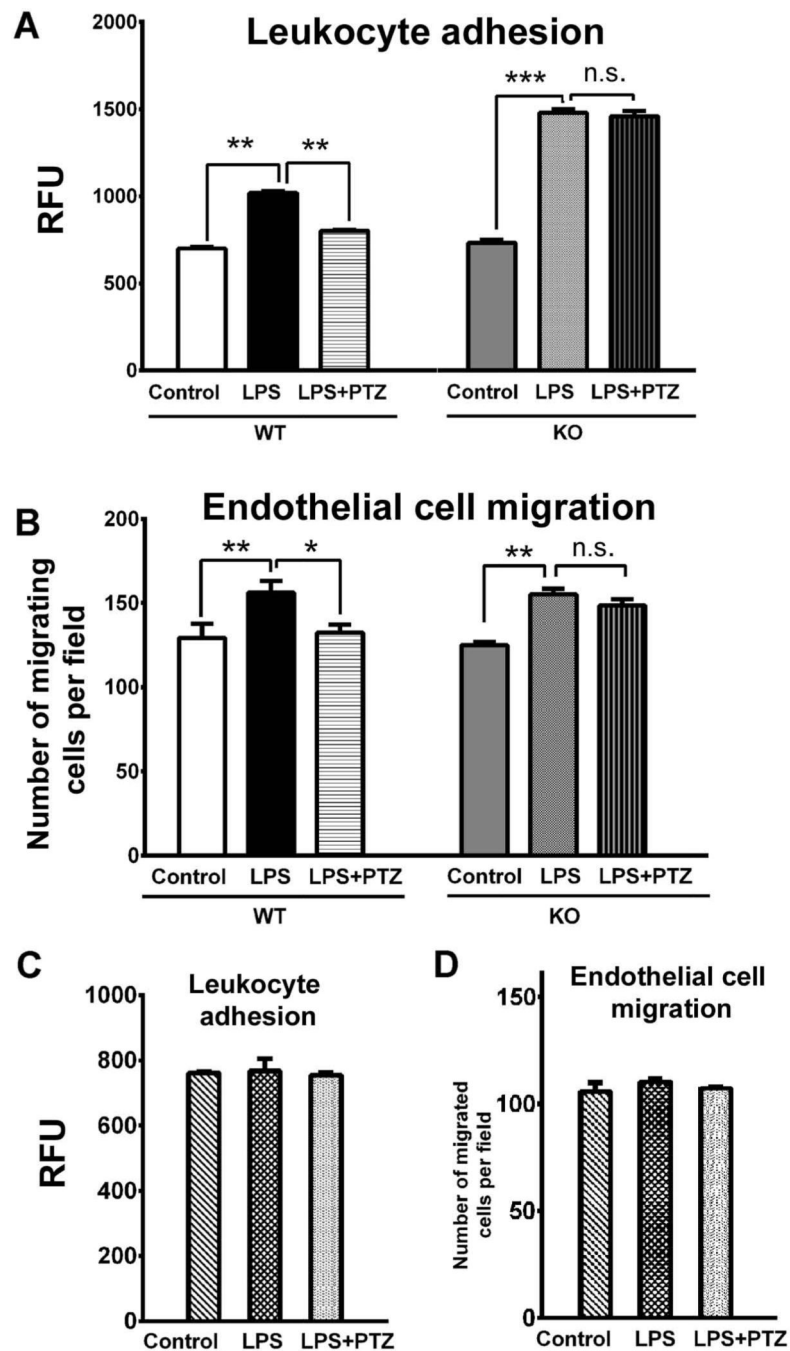 A
Leukocyte adhesion
RFU
2000
1500
1000
500
0
**
**
***
n.s.
Control LPS LPS+PTZ Control LPS LPS+PTZ
WT KO
B
Endothelial cell migration
Number of migrating
cells per field
200
150
100
50
0
**
*
**
n.s.
Control LPS LPS+PTZ Control LPS LPS+PTZ
WT KO
C
Leukocyte
adhesion
RFU
1000
800
600
400
200
0
Control LPS LPS+PTZ
D
Endothelial cell
migration
Number of migrated
cells per field
150
100
50
0
Control LPS LPS+PTZ